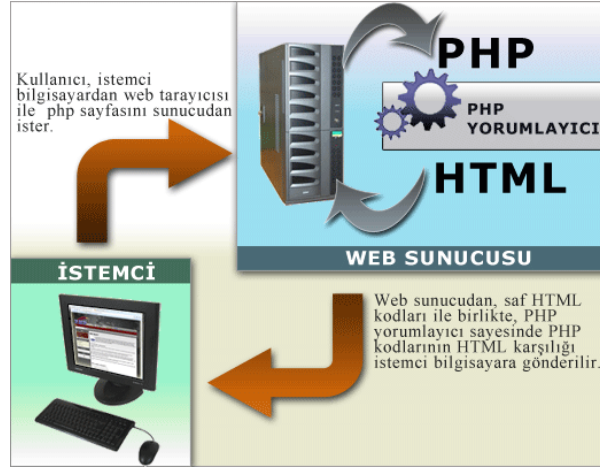 Kullanıcı, istemci
bilgisayardan web tarayıcısı
ile php sayfasını sunucudan
ister.
PHP
PHP
YORUMLAYICI
HTML
WEB SUNUCUSU
İSTEMCİ
Web sunucudan, saf HTML
kodları ile birlikte, PHP
yorumlayıcı sayesinde PHP
kodlarının HTML karşılığı
istemci bilgisayara gönderilir.